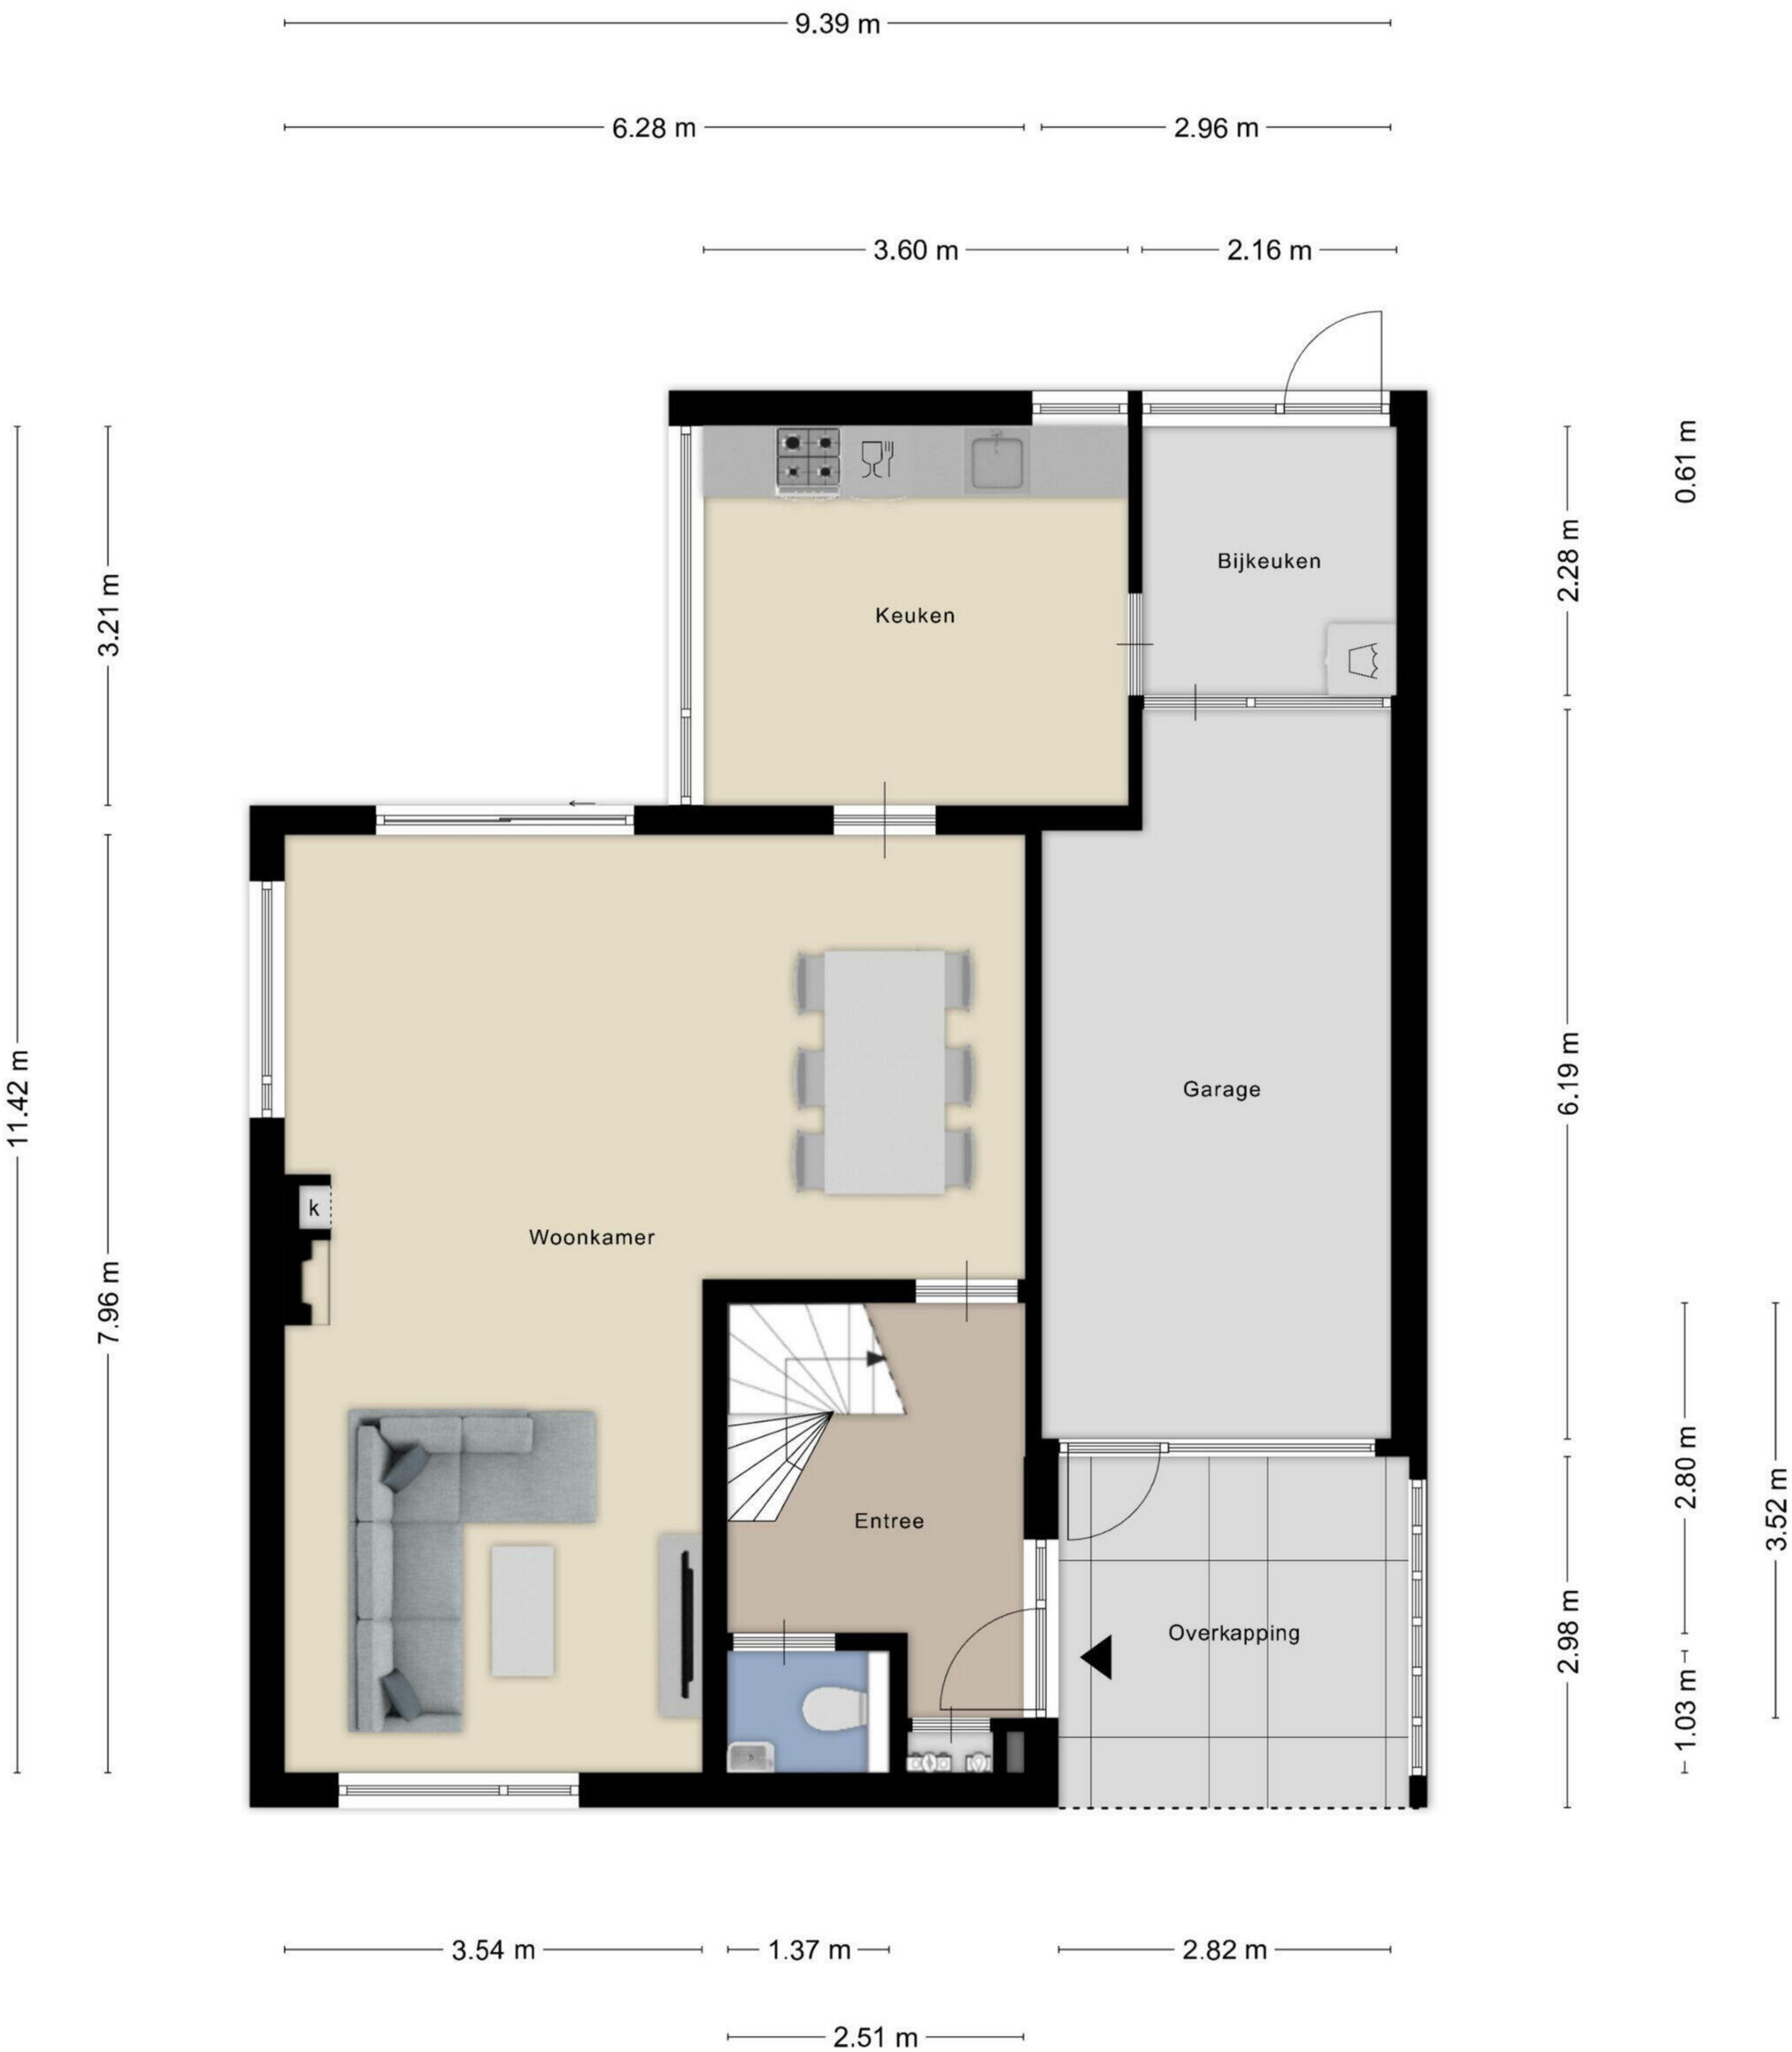 9.39 m
6.28 m
2.96 m
3.60 m
2.16 m
0.61 m
2.28 m
Bijkeuken
3.21 m
Keuken
Garage
6.19 m
11.42 m
k
Woonkamer
7.96 m
2.80 m
3.52 m
Entree
Overkapping
2.98 m
1.03 m
3.54 m
1.37 m
2.82 m
2.51 m